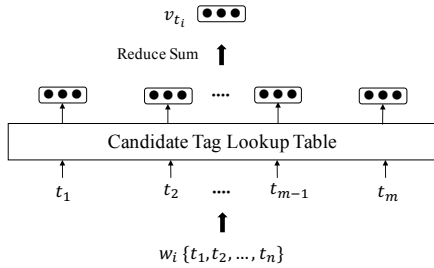 v_{t_i}
Reduce Sum
....
Candidate Tag Lookup Table
t_1 t_2 .... t_{m-1} t_m
w_i {t_1, t_2, ..., t_n}